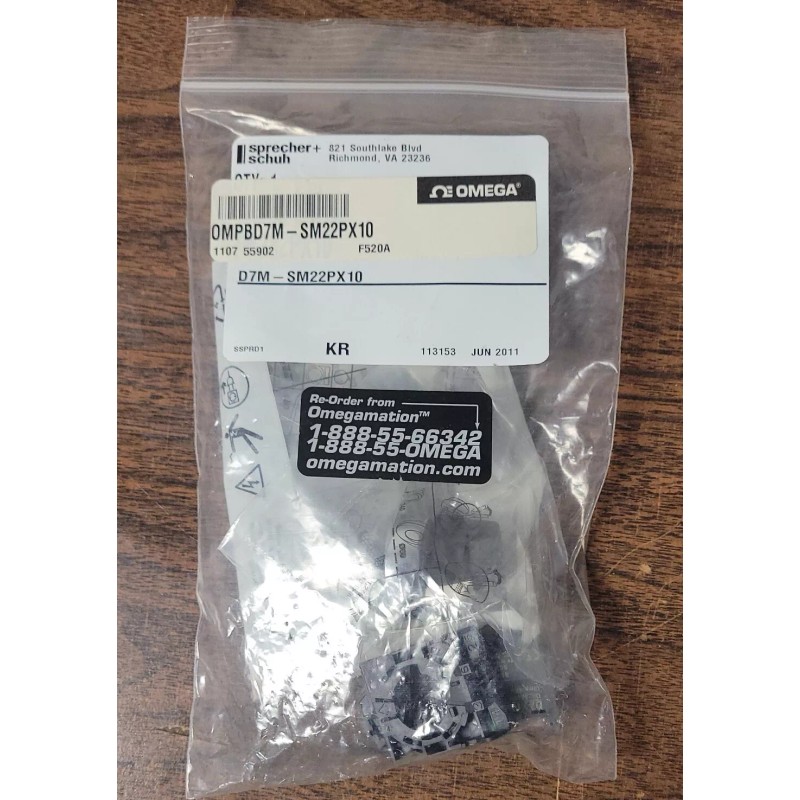 sprecher+
schuh
821 Southlake Blvd
Richmond, VA 23236
QTY: 1
OMEGA®
OMPBD7M-SM22PX10
1107 55902 F520A
D7M-SM22PX10
SSPRD1 KR 113153 JUN 2011
Re-Order from
Omegamation™
1-888-55-66342
1-888-55-OMEGA
omegamation.com